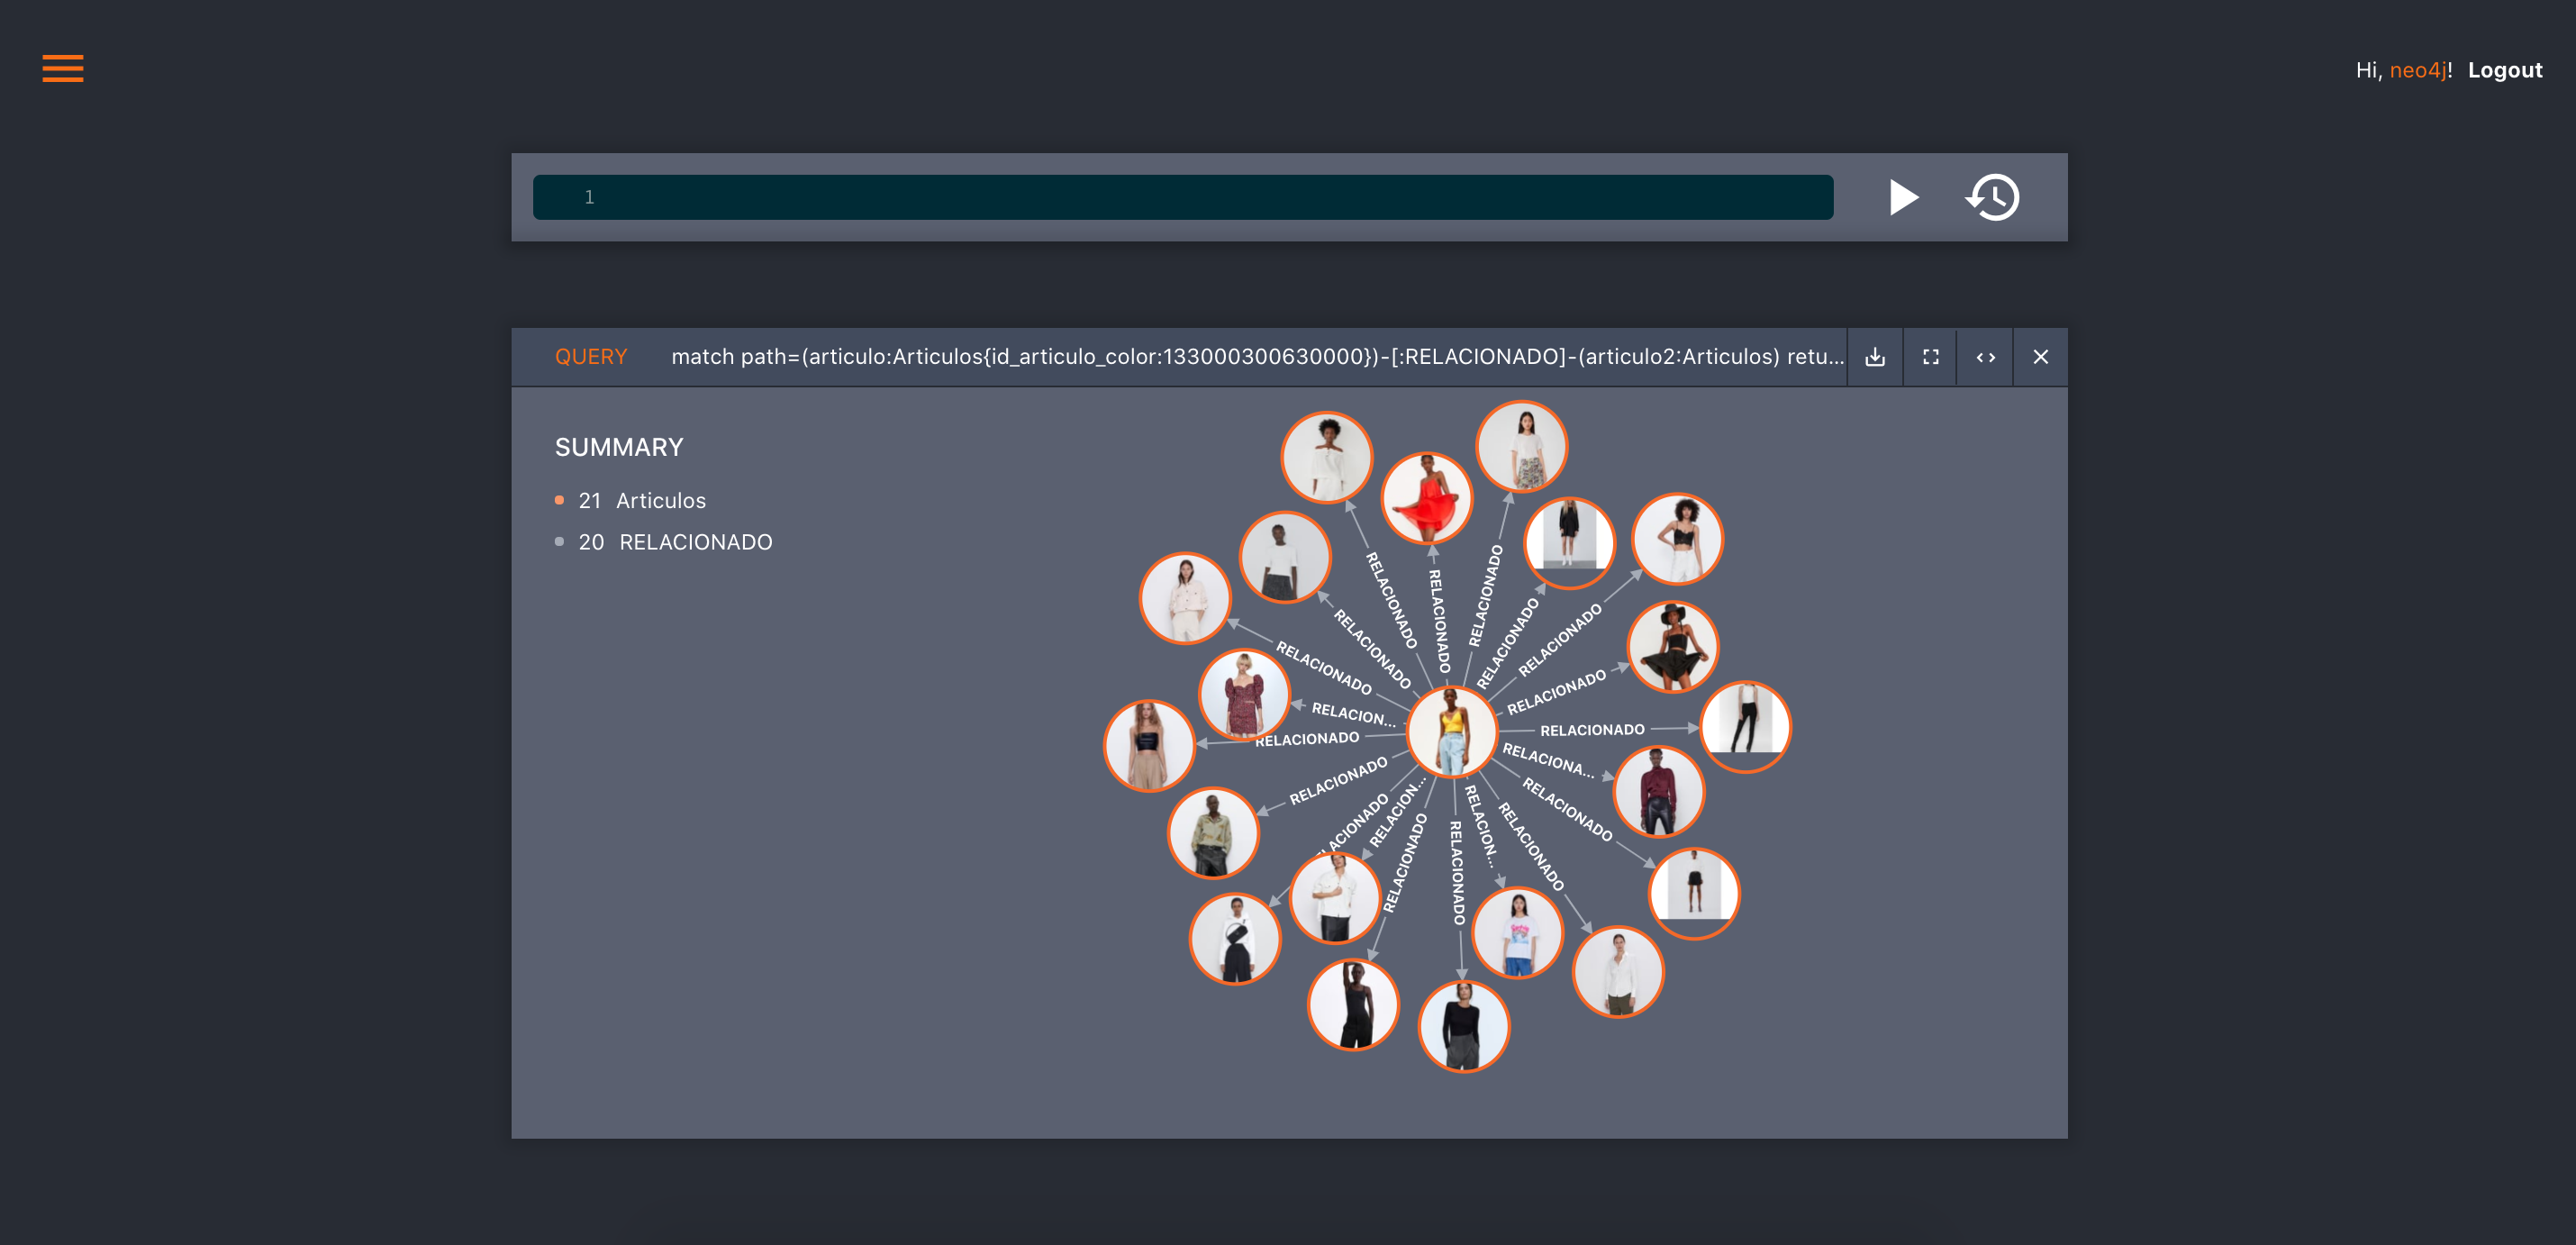 Hi, neo4j! Logout
1
QUERY match path=(articulo:Articulos{id_articulo_color:133000300630000})-[:RELACIONADO]-(articulo2:Articulos) retu...
SUMMARY
21 Articulos
20 RELACIONADO
RELACIONADO
RELACIONADO
RELACIONADO
RELACIONADO
RELACIONADO
RELACIONADO
RELACIONADO
RELACIONADO
RELACION...
RELACIONADO
RELACIONADO
RELACIONA...
RELACIONADO
RELACIONADO
LACIONADO
RELACION...
RELACIONADO
RELACIONADO
RELACION...
RELACIONADO